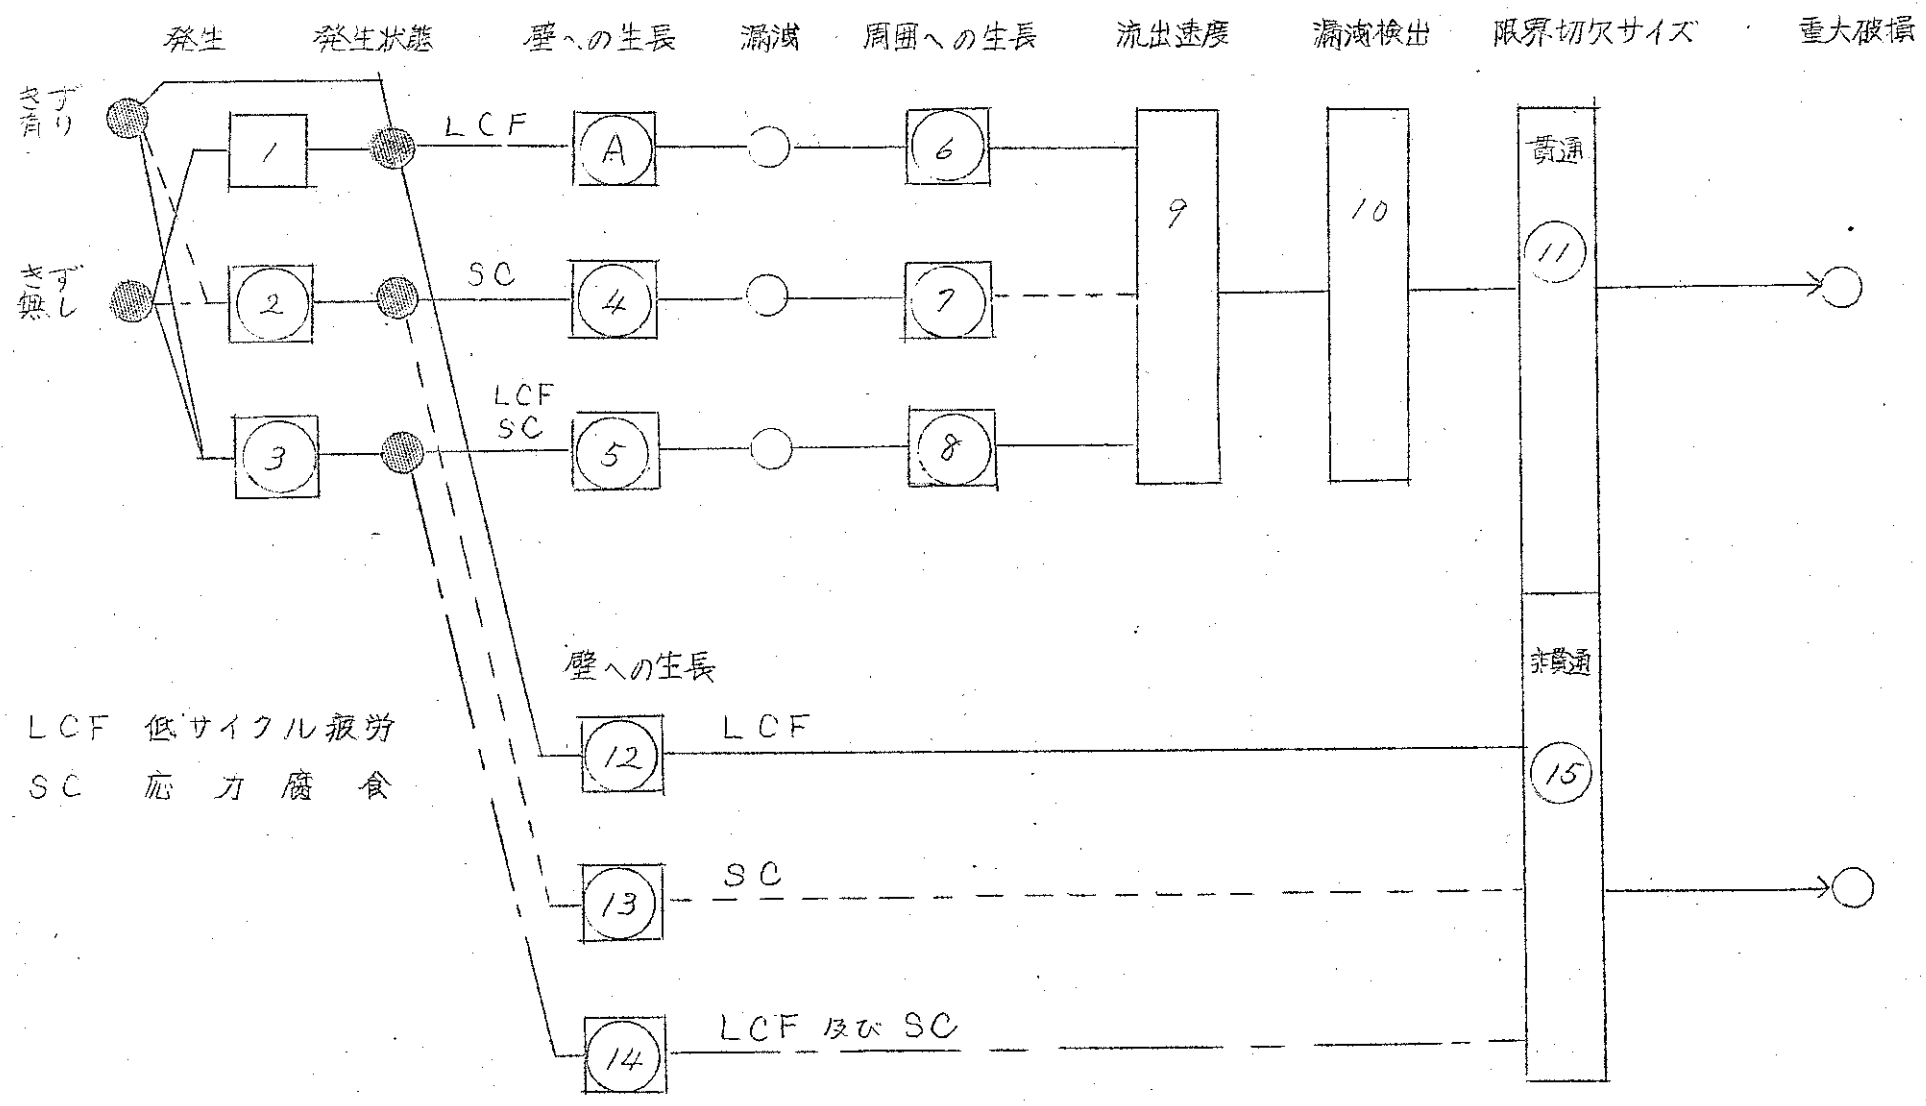 発生 発生状態 壁への生長 漏洩 周囲への生長 流出速度 漏洩検出 限界切欠サイズ 重大破損
きず
有り
1
LCF
A
6
9
10
貫通
11
きず
無し
2
SC
4
7
3
LCF
SC
5
8
壁への生長
非貫通
LCF 低サイクル疲労
12
LCF
15
SC 応力腐食
13
SC
14
LCF 及び SC